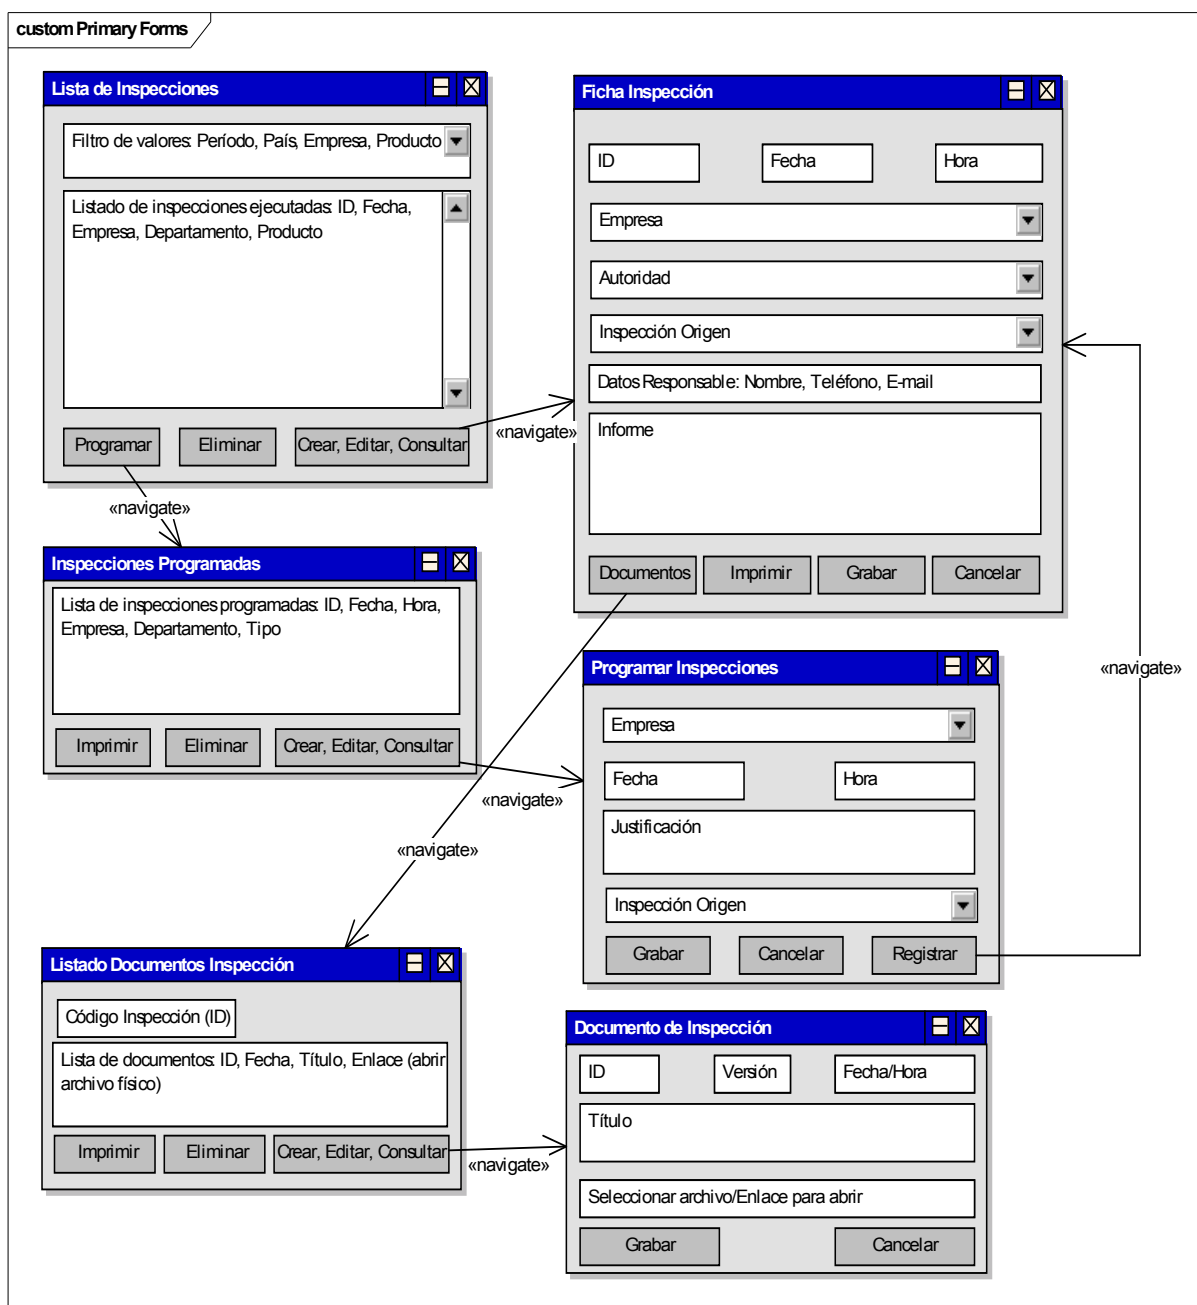 custom Primary Forms
Lista de Inspecciones
Filtro de valores: Período, País, Empresa, Producto
Listado de inspecciones ejecutadas: ID, Fecha,
Empresa, Departamento, Producto
Programar
Eliminar
Crear, Editar, Consultar
«navigate»
«navigate»
Ficha Inspección
ID
Fecha
Hora
Empresa
Autoridad
Inspección Origen
Datos Responsable: Nombre, Teléfono, E-mail
Informe
Documentos
Imprimir
Grabar
Cancelar
Inspecciones Programadas
Lista de inspecciones programadas: ID, Fecha, Hora,
Empresa, Departamento, Tipo
Imprimir
Eliminar
Crear, Editar, Consultar
«navigate»
«navigate»
«navigate»
Programar Inspecciones
Empresa
Fecha
Hora
Justificación
Inspección Origen
Grabar
Cancelar
Registrar
Listado Documentos Inspección
Código Inspección (ID)
Lista de documentos: ID, Fecha, Título, Enlace (abrir
archivo físico)
Imprimir
Eliminar
Crear, Editar, Consultar
«navigate»
Documento de Inspección
ID
Versión
Fecha/Hora
Título
Seleccionar archivo/Enlace para abrir
Grabar
Cancelar